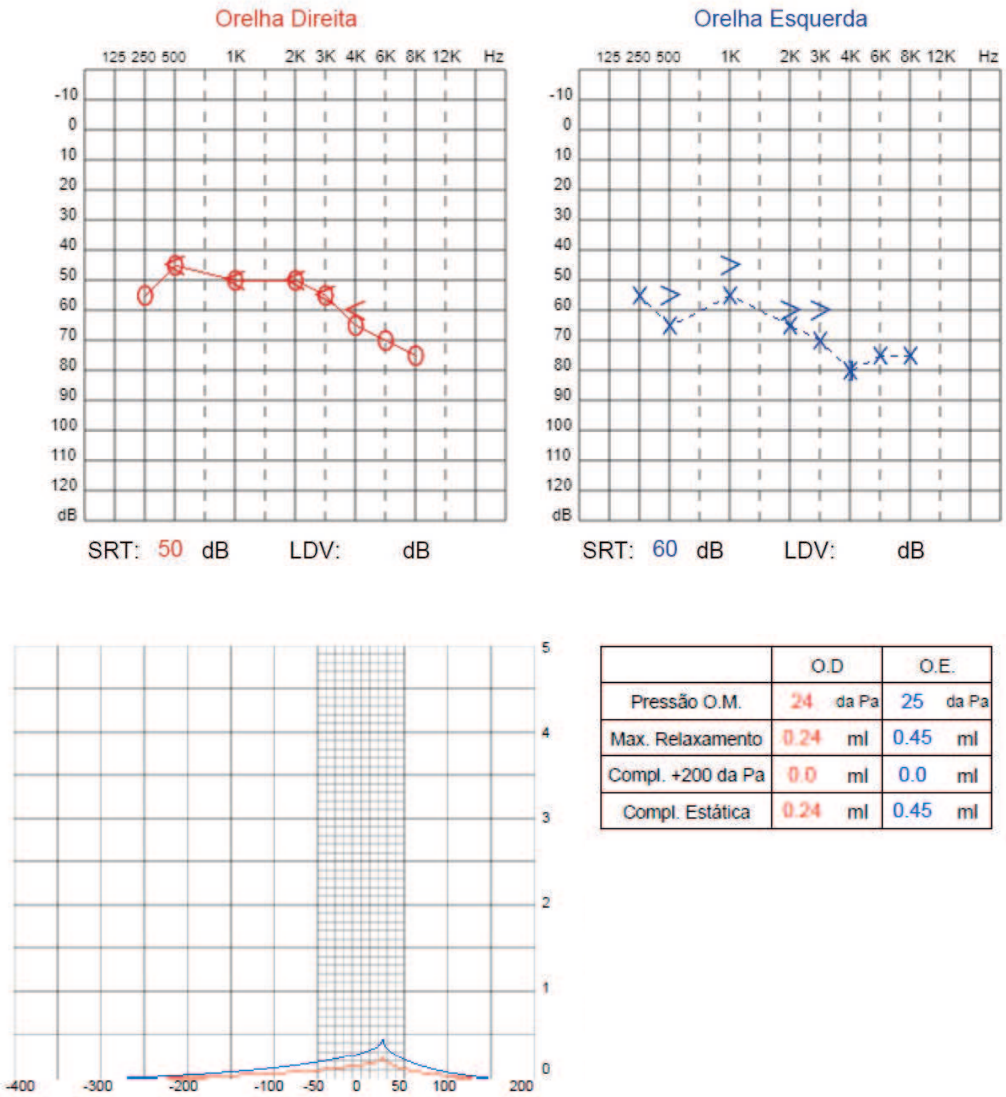 Orelha Direita
125 250 500 1K 2K 3K 4K 6K 8K 12K Hz
-10
0
10
20
30
40
50
60
70
80
90
100
110
120
dB
SRT: 50 dB LDV: dB
Orelha Esquerda
125 250 500 1K 2K 3K 4K 6K 8K 12K Hz
-10
0
10
20
30
40
50
60
70
80
90
100
110
120
dB
SRT: 60 dB LDV: dB
5
4
3
2
1
0
-400 -300 -200 -100 -50 0 50 100 200
O.D O.E.
Pressão O.M. 24 da Pa 25 da Pa
Max. Relaxamento 0.24 ml 0.45 ml
Compl. +200 da Pa 0.0 ml 0.0 ml
Compl. Estática 0.24 ml 0.45 ml